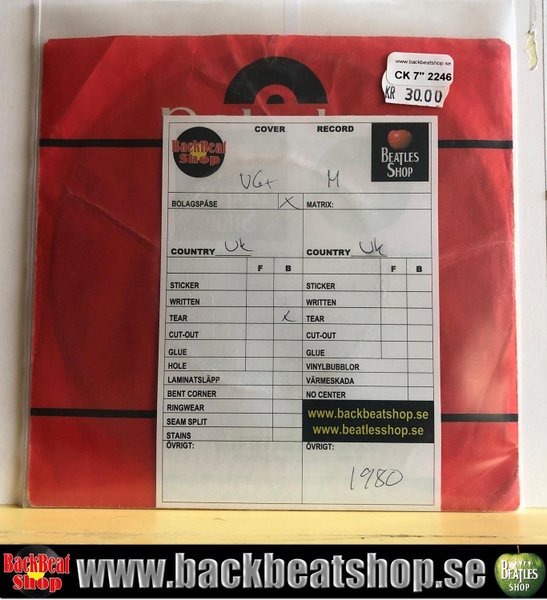 www.backbeatshop.se
CK 7" 2246
KR 30.00
COVER RECORD
BackBeat Shop
BEATLES SHOP
VG+ M
BOLAGSPÅSE X MATRIX:
COUNTRY UK COUNTRY UK
F B F B
STICKER STICKER
WRITTEN WRITTEN
TEAR X TEAR
CUT-OUT CUT-OUT
GLUE GLUE
HOLE VINYLBUBBLOR
LAMINATSLÄPP VÄRMESKADA
BENT CORNER NO CENTER
RINGWEAR
SEAM SPLIT
STAINS
www.backbeatshop.se
www.beatlesshop.se
ÖVRIGT: ÖVRIGT:
1980
BackBeat Shop www.backbeatshop.se BEATLES SHOP